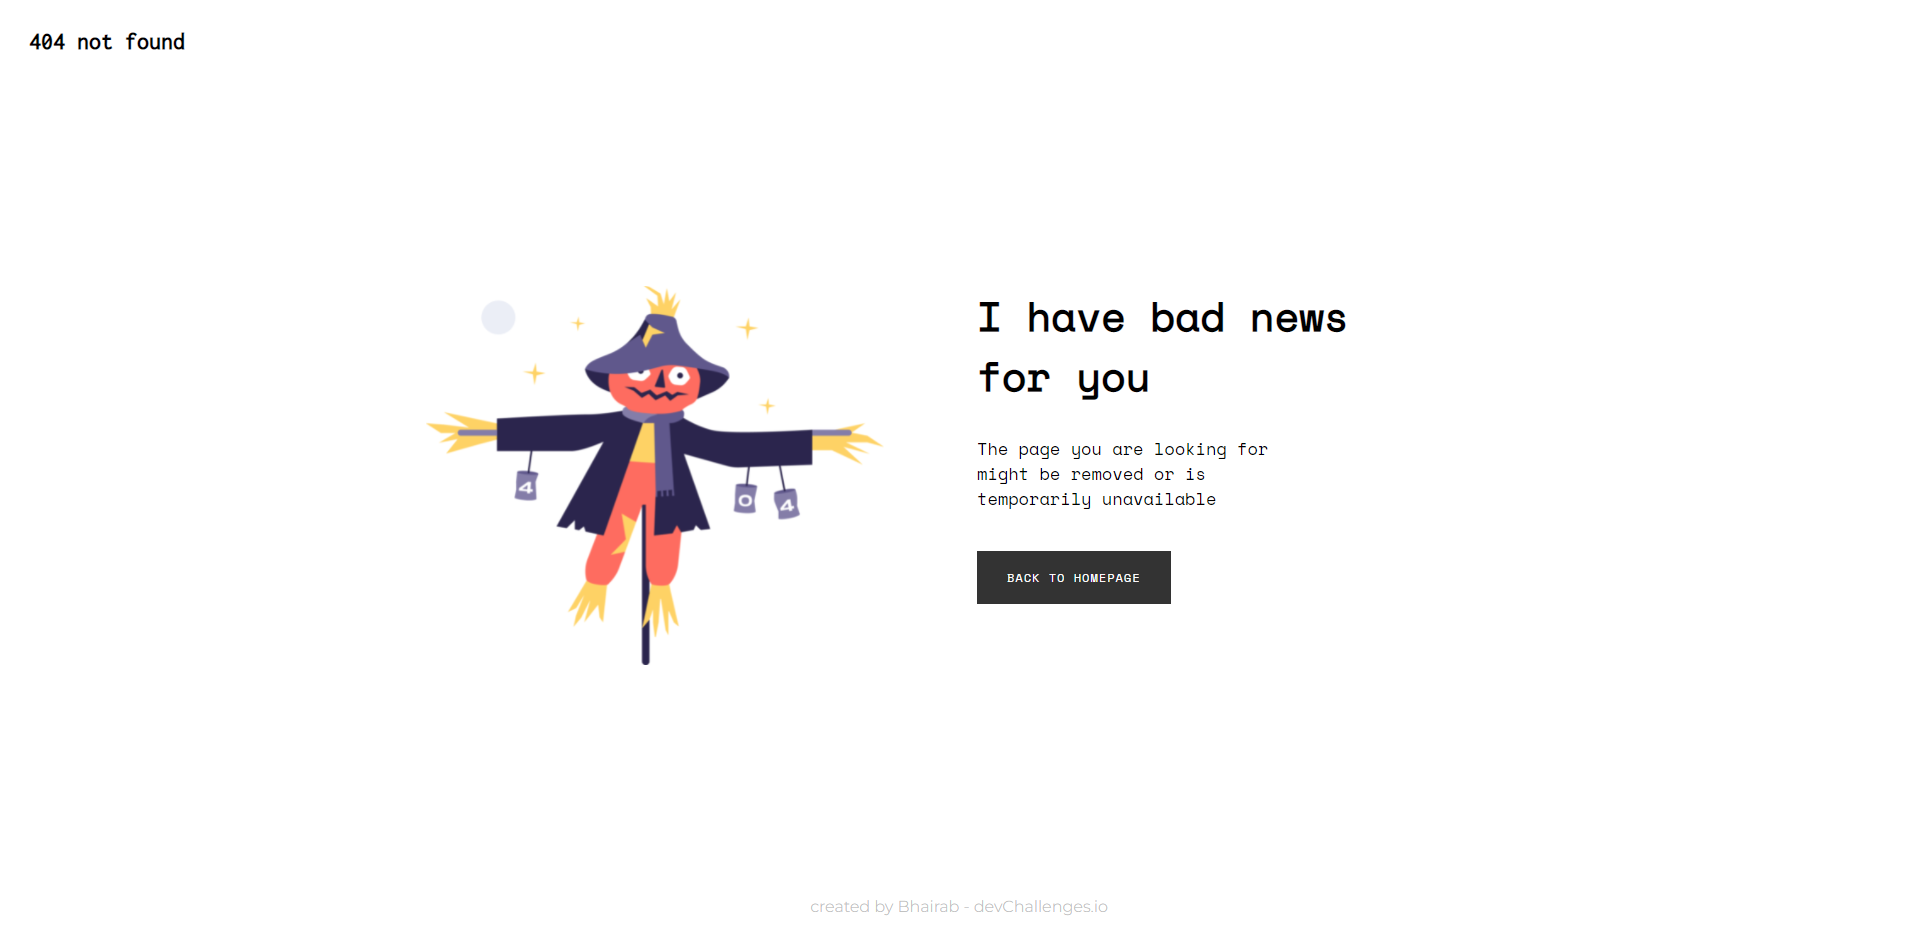 404 not found
I have bad news
for you
The page you are looking for
might be removed or is
temporarily unavailable
BACK TO HOMEPAGE
4
0
4
created by Bhairab - devChallenges.io